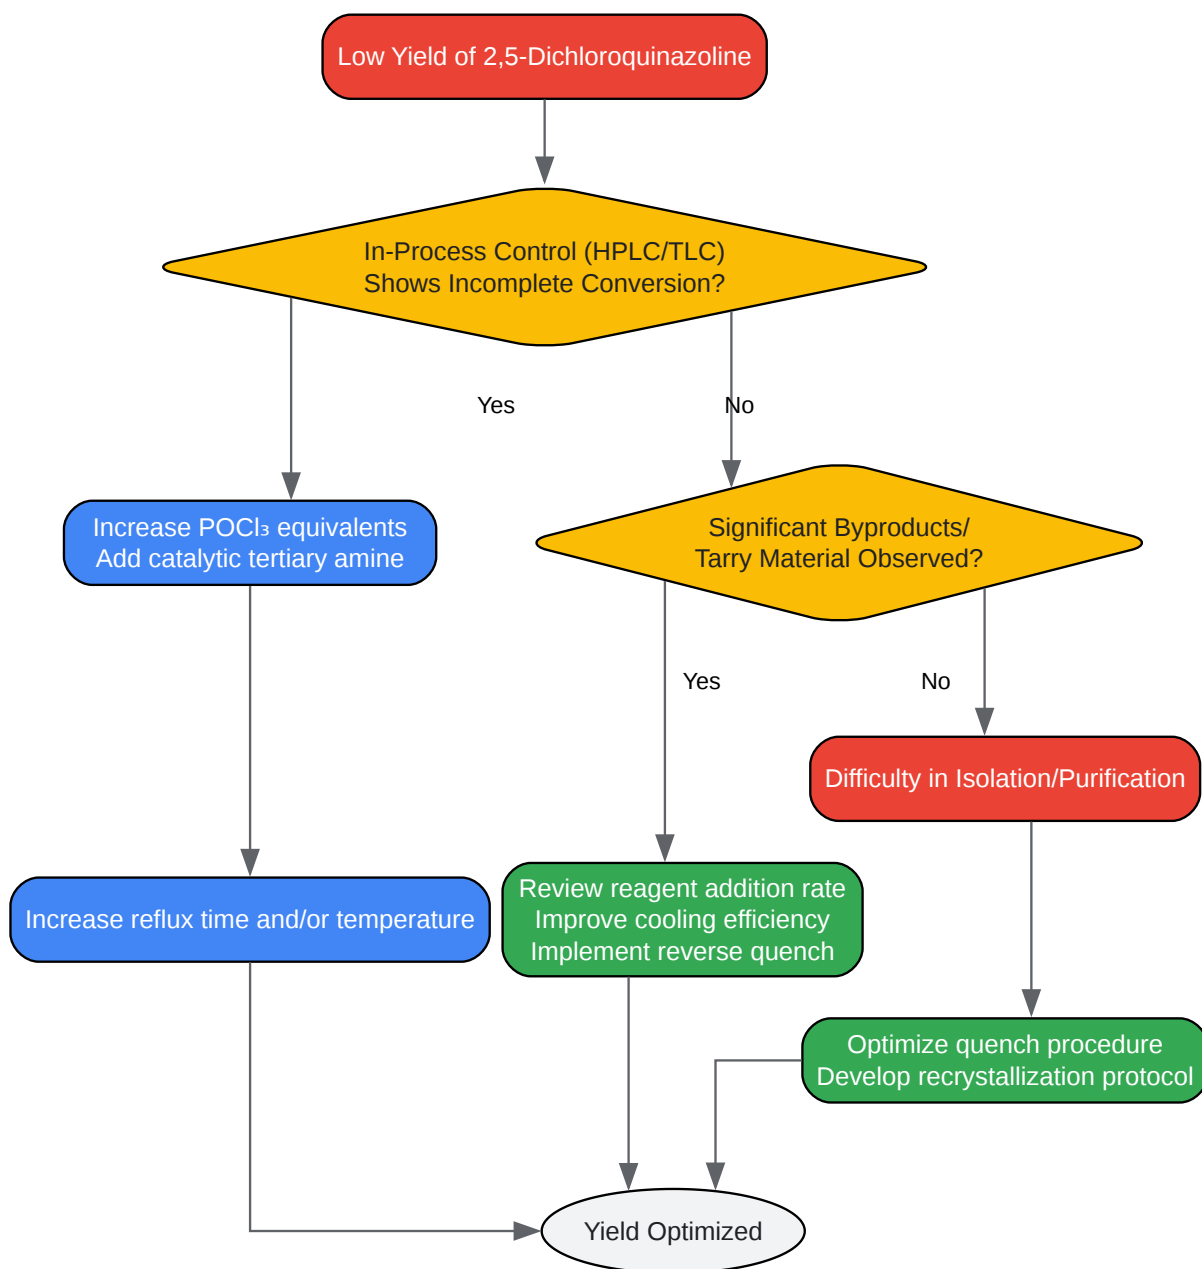 Low Yield of 2,5-Dichloroquinazoline
In-Process Control (HPLC/TLC)
Shows Incomplete Conversion?
Yes
No
Increase POCl₃ equivalents
Add catalytic tertiary amine
Significant Byproducts/
Tarry Material Observed?
Yes
No
Difficulty in Isolation/Purification
Increase reflux time and/or temperature
Review reagent addition rate
Improve cooling efficiency
Implement reverse quench
Optimize quench procedure
Develop recrystallization protocol
Yield Optimized